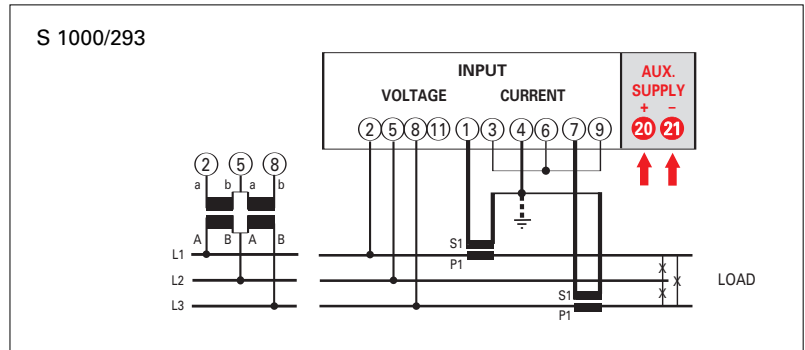 S 1000/293
INPUT
VOLTAGE CURRENT
AUX.
SUPPLY
+ −
2 5 8 11 1 3 4 6 7 9 20 21
2 5 8
a b a b
A B A B
S1
P1
L1
L2
L3
S1
P1
X
X
X
LOAD